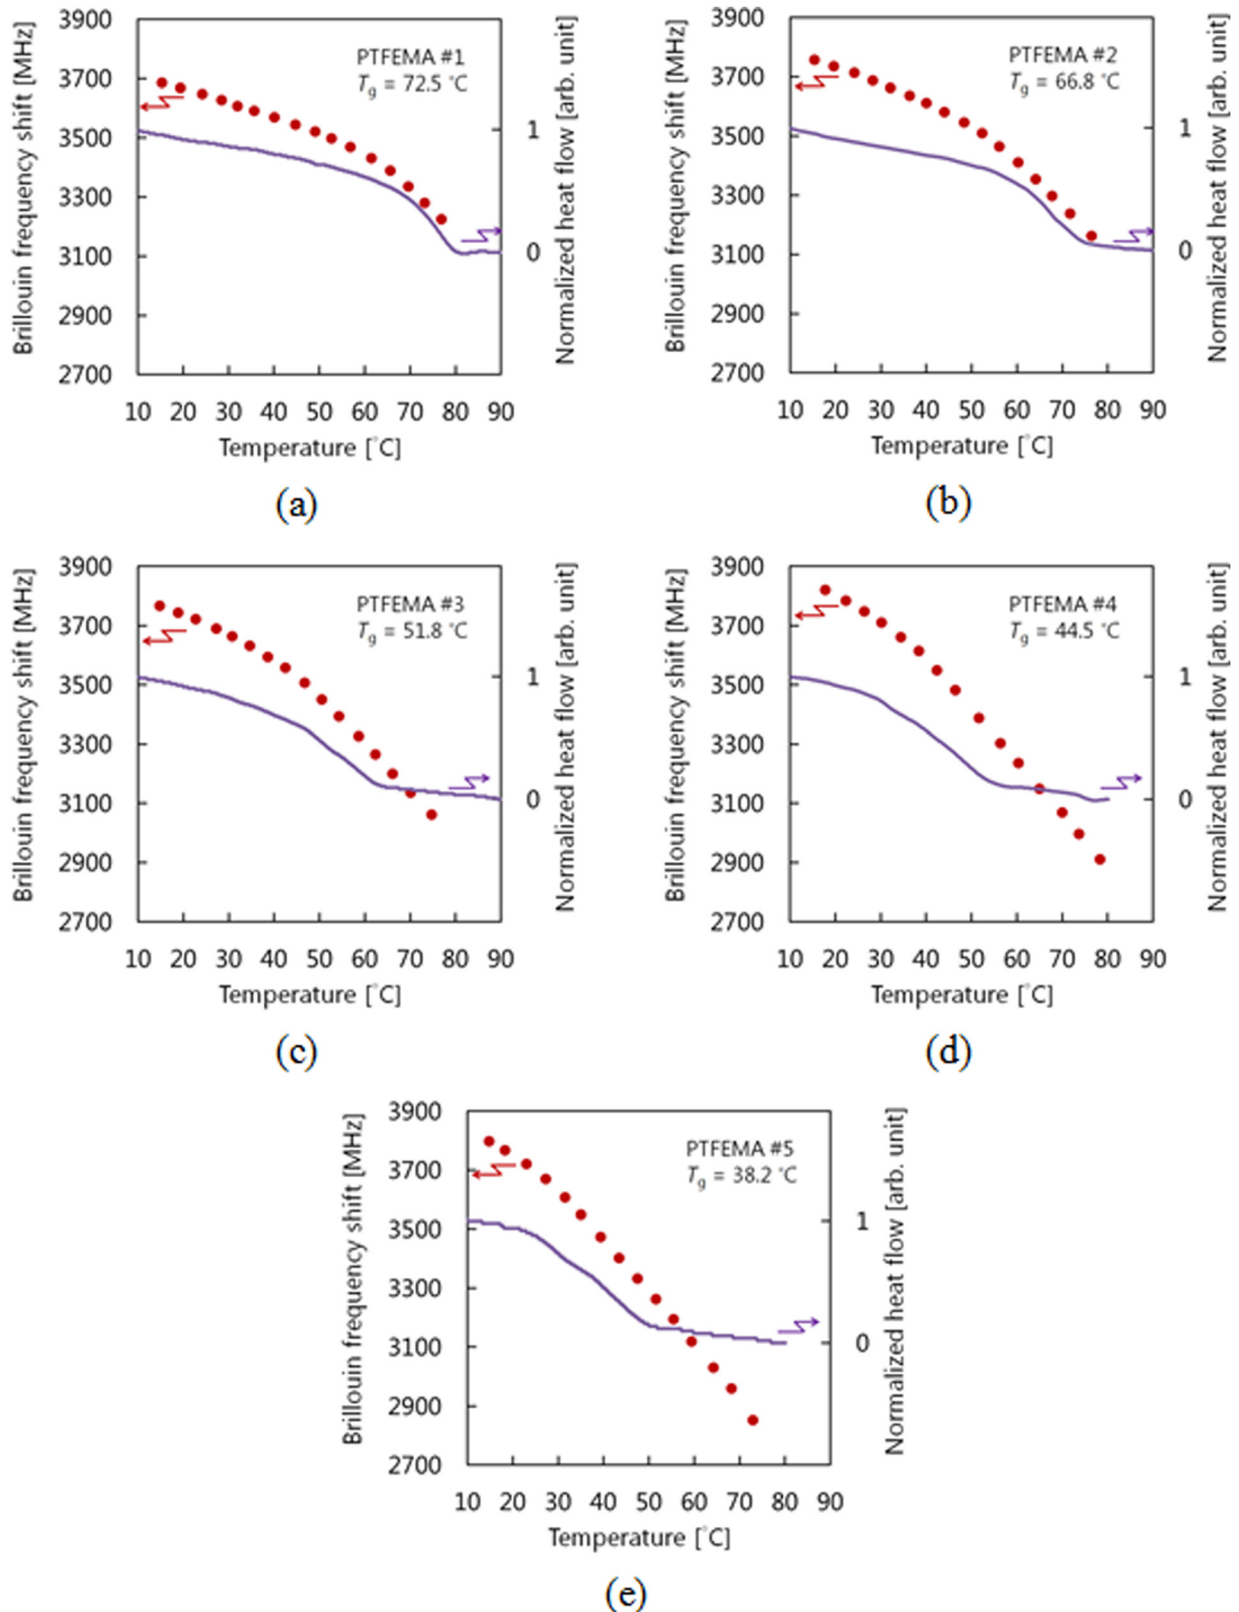 Brillouin frequency shift [MHz]
3900
3700
3500
3300
3100
2900
2700
PTFEMA #1
Tg = 72.5 °C
1
0
Normalized heat flow [arb. unit]
10 20 30 40 50 60 70 80 90
Temperature [°C]
(a)
Brillouin frequency shift [MHz]
3900
3700
3500
3300
3100
2900
2700
PTFEMA #2
Tg = 66.8 °C
1
0
Normalized heat flow [arb. unit]
10 20 30 40 50 60 70 80 90
Temperature [°C]
(b)
Brillouin frequency shift [MHz]
3900
3700
3500
3300
3100
2900
2700
PTFEMA #3
Tg = 51.8 °C
1
0
Normalized heat flow [arb. unit]
10 20 30 40 50 60 70 80 90
Temperature [°C]
(c)
Brillouin frequency shift [MHz]
3900
3700
3500
3300
3100
2900
2700
PTFEMA #4
Tg = 44.5 °C
1
0
Normalized heat flow [arb. unit]
10 20 30 40 50 60 70 80 90
Temperature [°C]
(d)
Brillouin frequency shift [MHz]
3900
3700
3500
3300
3100
2900
2700
PTFEMA #5
Tg = 38.2 °C
1
0
Normalized heat flow [arb. unit]
10 20 30 40 50 60 70 80 90
Temperature [°C]
(e)